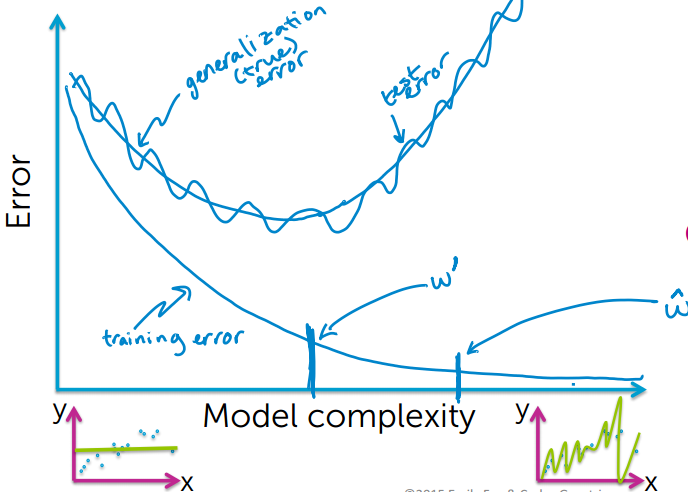 generalization
(true)
error
test
error
Error
w'
ŵ
training error
y
Model complexity
y
x
x